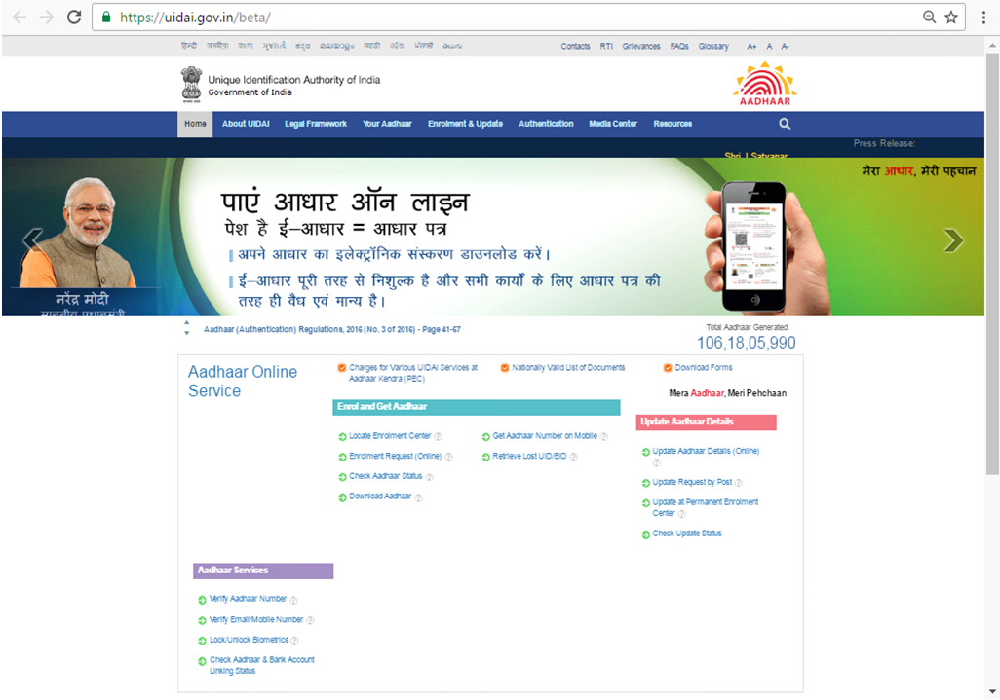 https://uidai.gov.in/beta/
हिन्दी অসমীয়া বাংলা ગુજરાતી ಕನ್ನಡ മലയാളം मराठी ଓଡ଼ିଆ ਪੰਜਾਬੀ తెలుగు
Contacts RTI Grievances FAQs Glossary A+ A A-
Unique Identification Authority of India
Government of India
AADHAAR
Home About UIDAI Legal Framework Your Aadhaar Enrolment & Update Authentication Media Center Resources
Press Release:
Shri J Satyanar
मेरा आधार, मेरी पहचान
पाएं आधार ऑन लाइन
पेश है ई–आधार = आधार पत्र
अपने आधार का इलेक्ट्रॉनिक संस्करण डाउनलोड करें।
ई–आधार पूरी तरह से निशुल्क है और सभी कार्यों के लिए आधार पत्र की
तरह ही वैध एवं मान्य है।
नरेंद्र मोदी
माननीय प्रधानमंत्री
Aadhaar (Authentication) Regulations, 2016 (No. 3 of 2016) - Page 41-67
Total Aadhaar Generated
106,18,05,990
Aadhaar Online
Service
Charges for Various UIDAI Services at
Aadhaar Kendra (PEC)
Nationally Valid List of Documents
Download Forms
Mera Aadhaar, Meri Pehchaan
Enrol and Get Aadhaar
Locate Enrolment Center ?
Enrolment Request (Online) ?
Check Aadhaar Status ?
Download Aadhaar ?
Get Aadhaar Number on Mobile ?
Retrieve Lost UID/EID ?
Update Aadhaar Details
Update Aadhaar Details (Online)
?
Update Request by Post ?
Update at Permanent Enrolment
Center ?
Check Update Status
Aadhaar Services
Verify Aadhaar Number ?
Verify Email/Mobile Number ?
Lock/Unlock Biometrics ?
Check Aadhaar & Bank Account
Linking Status